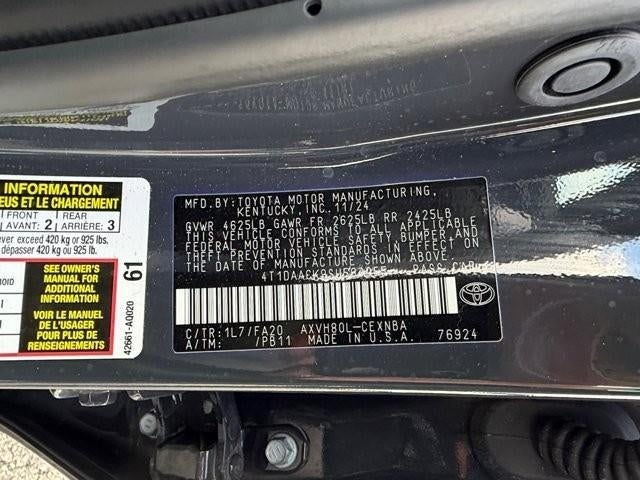 INFORMATION
EUS ET LE CHARGEMENT
FRONT REAR
AVANT: 2 ARRIÈRE: 3
never exceed 420 kg or 925 lbs.
dépasser 420 kg ou 925 lb.
SEE OWNER'S
MANUAL FOR
ADDITIONAL
INFORMATION
VOIR LE MANUEL
DE L'USAGER
POUR PLUS DE
RENSEIGNEMENTS
61
42661-A0020
MFD.BY:TOYOTA MOTOR MANUFACTURING,
KENTUCKY, INC. 11/24
GVWR 4625LB GAWR FR 2625LB RR 2425LB
THIS VEHICLE CONFORMS TO ALL APPLICABLE
FEDERAL MOTOR VEHICLE SAFETY, BUMPER AND
THEFT PREVENTION STANDARDS IN EFFECT ON
THE DATE OF MANUFACTURE SHOWN ABOVE.
PASS.CAR
C/TR:1L7/FA20 AXVH80L-CEXNBA
A/TM: /PB11 MADE IN U.S.A. 76924